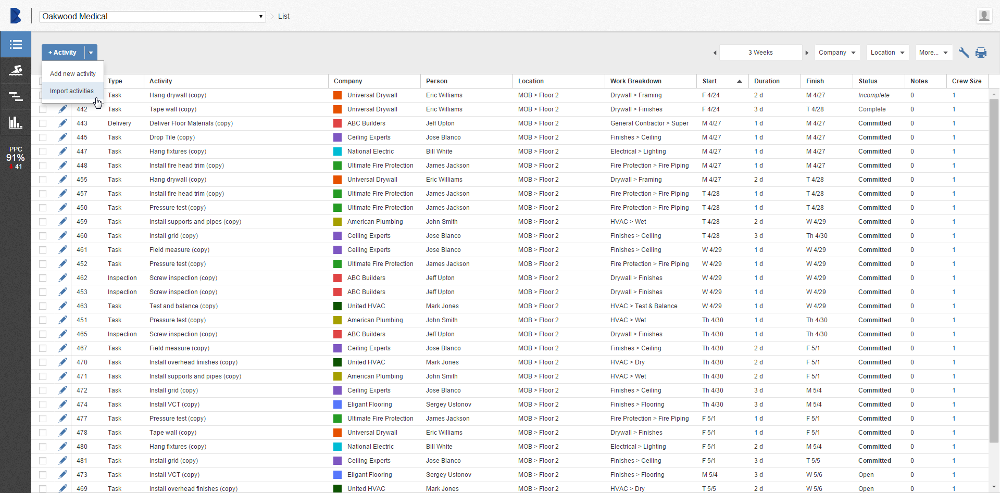 Oakwood Medical List
+ Activity 3 Weeks Company Location More...
Add new activity
Import activities
Type Activity Company Person Location Work Breakdown Start Duration Finish Status Notes Crew Size
Task Hang drywall (copy) Universal Drywall Eric Williams MOB > Floor 2 Drywall > Framing F 4/24 2 d M 4/27 Incomplete 0 1
442 Task Tape wall (copy) Universal Drywall Eric Williams MOB > Floor 2 Drywall > Finishes F 4/24 3 d T 4/28 Complete 0 1
443 Delivery Deliver Floor Materials (copy) ABC Builders Jeff Upton MOB > Floor 2 General Contractor > Super M 4/27 1 d M 4/27 Committed 0 1
445 Task Drop Tile (copy) Ceiling Experts Jose Blanco MOB > Floor 2 Finishes > Ceiling M 4/27 1 d M 4/27 Committed 0 1
447 Task Hang fixtures (copy) National Electric Bill White MOB > Floor 2 Electrical > Lighting M 4/27 1 d M 4/27 Committed 0 1
PPC
91%
41
448 Task Install fire head trim (copy) Ultimate Fire Protection James Jackson MOB > Floor 2 Fire Protection > Fire Piping M 4/27 1 d M 4/27 Committed 0 1
455 Task Hang drywall (copy) Universal Drywall Eric Williams MOB > Floor 2 Drywall > Framing M 4/27 2 d T 4/28 Committed 0 1
457 Task Install fire head trim (copy) Ultimate Fire Protection James Jackson MOB > Floor 2 Fire Protection > Fire Piping T 4/28 1 d T 4/28 Committed 0 1
450 Task Pressure test (copy) Ultimate Fire Protection James Jackson MOB > Floor 2 Fire Protection > Fire Piping T 4/28 1 d T 4/28 Committed 0 1
459 Task Install supports and pipes (copy) American Plumbing John Smith MOB > Floor 2 HVAC > Wet T 4/28 2 d W 4/29 Committed 0 1
460 Task Install grid (copy) Ceiling Experts Jose Blanco MOB > Floor 2 Finishes > Ceiling T 4/28 3 d Th 4/30 Committed 0 1
461 Task Field measure (copy) Ceiling Experts Jose Blanco MOB > Floor 2 Finishes > Ceiling W 4/29 1 d W 4/29 Committed 0 1
452 Task Pressure test (copy) Ultimate Fire Protection James Jackson MOB > Floor 2 Fire Protection > Fire Piping W 4/29 1 d W 4/29 Committed 0 1
462 Inspection Screw inspection (copy) ABC Builders Jeff Upton MOB > Floor 2 Drywall > Finishes W 4/29 1 d W 4/29 Committed 0 1
453 Inspection Screw inspection (copy) ABC Builders Jeff Upton MOB > Floor 2 Drywall > Finishes W 4/29 1 d W 4/29 Committed 0 1
463 Task Test and balance (copy) United HVAC Mark Jones MOB > Floor 2 HVAC > Test & Balance W 4/29 1 d W 4/29 Committed 0 1
451 Task Pressure test (copy) American Plumbing John Smith MOB > Floor 2 HVAC > Wet Th 4/30 1 d Th 4/30 Committed 0 1
465 Inspection Screw inspection (copy) ABC Builders Jeff Upton MOB > Floor 2 Drywall > Finishes Th 4/30 1 d Th 4/30 Committed 0 1
467 Task Field measure (copy) Ceiling Experts Jose Blanco MOB > Floor 2 Finishes > Ceiling Th 4/30 2 d F 5/1 Committed 0 1
470 Task Install overhead finishes (copy) United HVAC Mark Jones MOB > Floor 2 HVAC > Dry Th 4/30 2 d F 5/1 Committed 0 1
471 Task Install supports and pipes (copy) American Plumbing John Smith MOB > Floor 2 HVAC > Wet Th 4/30 2 d F 5/1 Committed 0 1
472 Task Install grid (copy) Ceiling Experts Jose Blanco MOB > Floor 2 Finishes > Ceiling Th 4/30 3 d M 5/4 Committed 0 1
474 Task Install VCT (copy) Eligant Flooring Sergey Ustonov MOB > Floor 2 Finishes > Flooring Th 4/30 3 d M 5/4 Committed 0 1
477 Task Pressure test (copy) Ultimate Fire Protection James Jackson MOB > Floor 2 Fire Protection > Fire Piping F 5/1 1 d F 5/1 Committed 0 1
478 Task Tape wall (copy) Universal Drywall Eric Williams MOB > Floor 2 Drywall > Finishes F 5/1 1 d F 5/1 Committed 0 1
480 Task Hang fixtures (copy) National Electric Bill White MOB > Floor 2 Electrical > Lighting F 5/1 2 d M 5/4 Committed 0 1
481 Task Install grid (copy) Ceiling Experts Jose Blanco MOB > Floor 2 Finishes > Ceiling F 5/1 3 d T 5/5 Committed 0 1
473 Task Install VCT (copy) Eligant Flooring Sergey Ustonov MOB > Floor 2 Finishes > Flooring M 5/4 3 d W 5/6 Open 0 1
469 Task Install overhead finishes (copy) United HVAC Mark Jones MOB > Floor 2 HVAC > Dry T 5/5 2 d W 5/6 Open 0 1